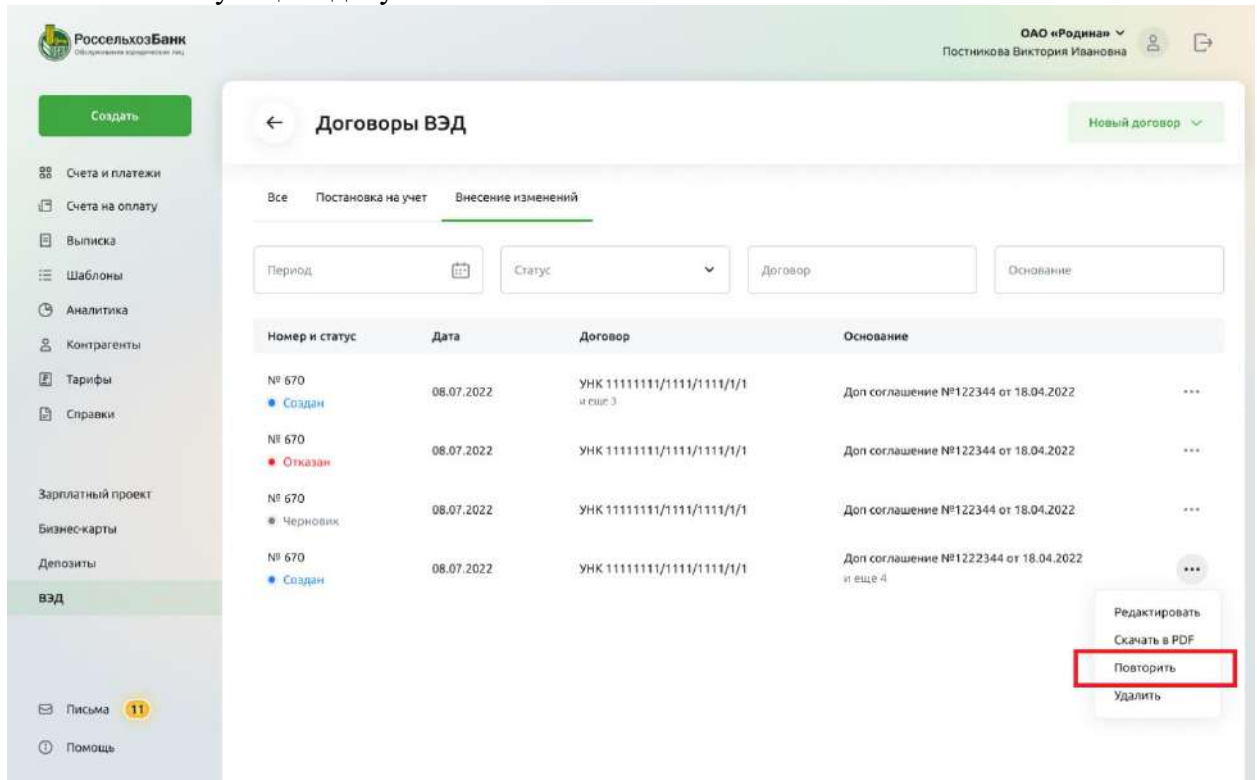 РоссельхозБанк
Обслуживание юридических лиц
ОАО «Родина»
Постникова Виктория Ивановна
Создать
Счета и платежи
Счета на оплату
Выписка
Шаблоны
Аналитика
Контрагенты
Тарифы
Справки
Зарплатный проект
Бизнес-карты
Депозиты
ВЭД
Письма 11
Помощь
Договоры ВЭД
Новый договор
Все Постановка на учет Внесение изменений
Период Статус Договор Основание
Номер и статус Дата Договор Основание
№ 670
Создан
08.07.2022
УНК 11111111/1111/1111/1/1
и еще 3
Доп соглашение №122344 от 18.04.2022
№ 670
Отказан
08.07.2022
УНК 11111111/1111/1111/1/1
Доп соглашение №122344 от 18.04.2022
№ 670
Черновик
08.07.2022
УНК 11111111/1111/1111/1/1
Доп соглашение №122344 от 18.04.2022
№ 670
Создан
08.07.2022
УНК 11111111/1111/1111/1/1
Доп соглашение №1222344 от 18.04.2022
и еще 4
Редактировать
Скачать в PDF
Повторить
Удалить